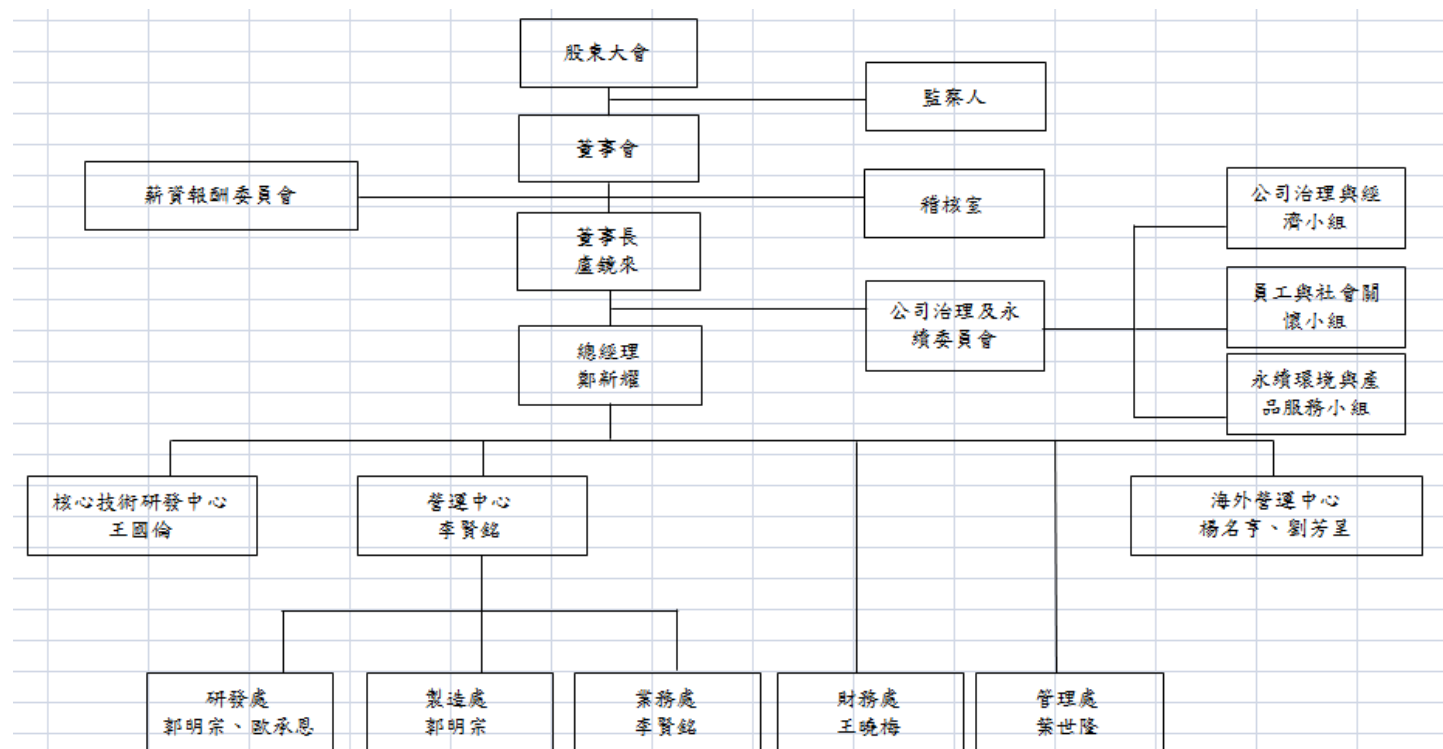 股東大會
監察人
董事會
薪資報酬委員會
稽核室
公司治理與經
濟小組
董事長
盧鏡來
公司治理及永
續委員會
員工與社會關
懷小組
總經理
鄭新耀
永續環境與產
品服務小組
核心技術研發中心
王國倫
營運中心
李賢銘
海外營運中心
楊名亨、劉芳呈
研發處
郭明宗、歐承恩
製造處
郭明宗
業務處
李賢銘
財務處
王曉梅
管理處
葉世隆